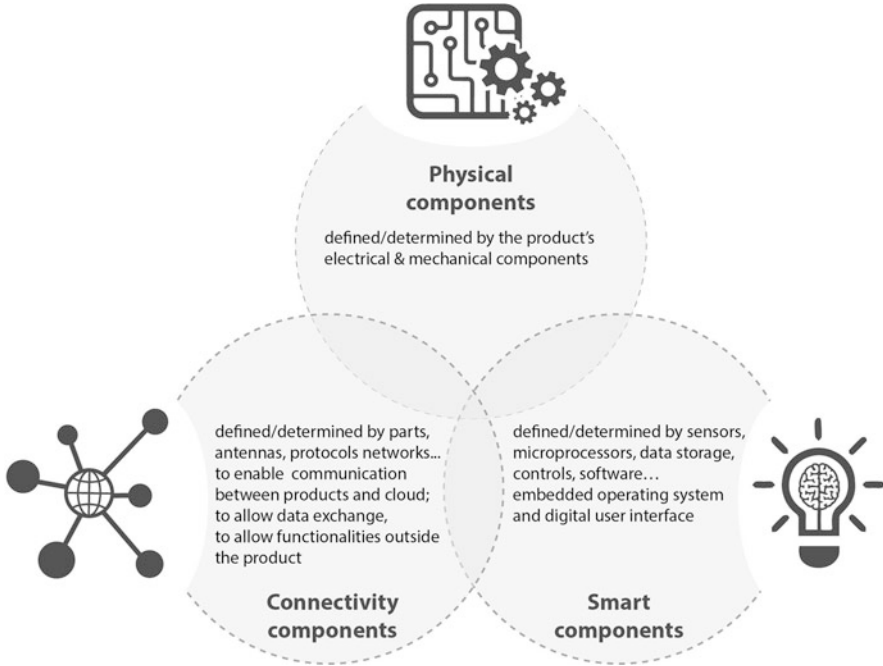 Physical
components
defined/determined by the product's
electrical & mechanical components
defined/determined by parts,
antennas, protocols networks...
to enable communication
between products and cloud;
to allow data exchange,
to allow functionalities outside
the product
Connectivity
components
defined/determined by sensors,
microprocessors, data storage,
controls, software...
embedded operating system
and digital user interface
Smart
components